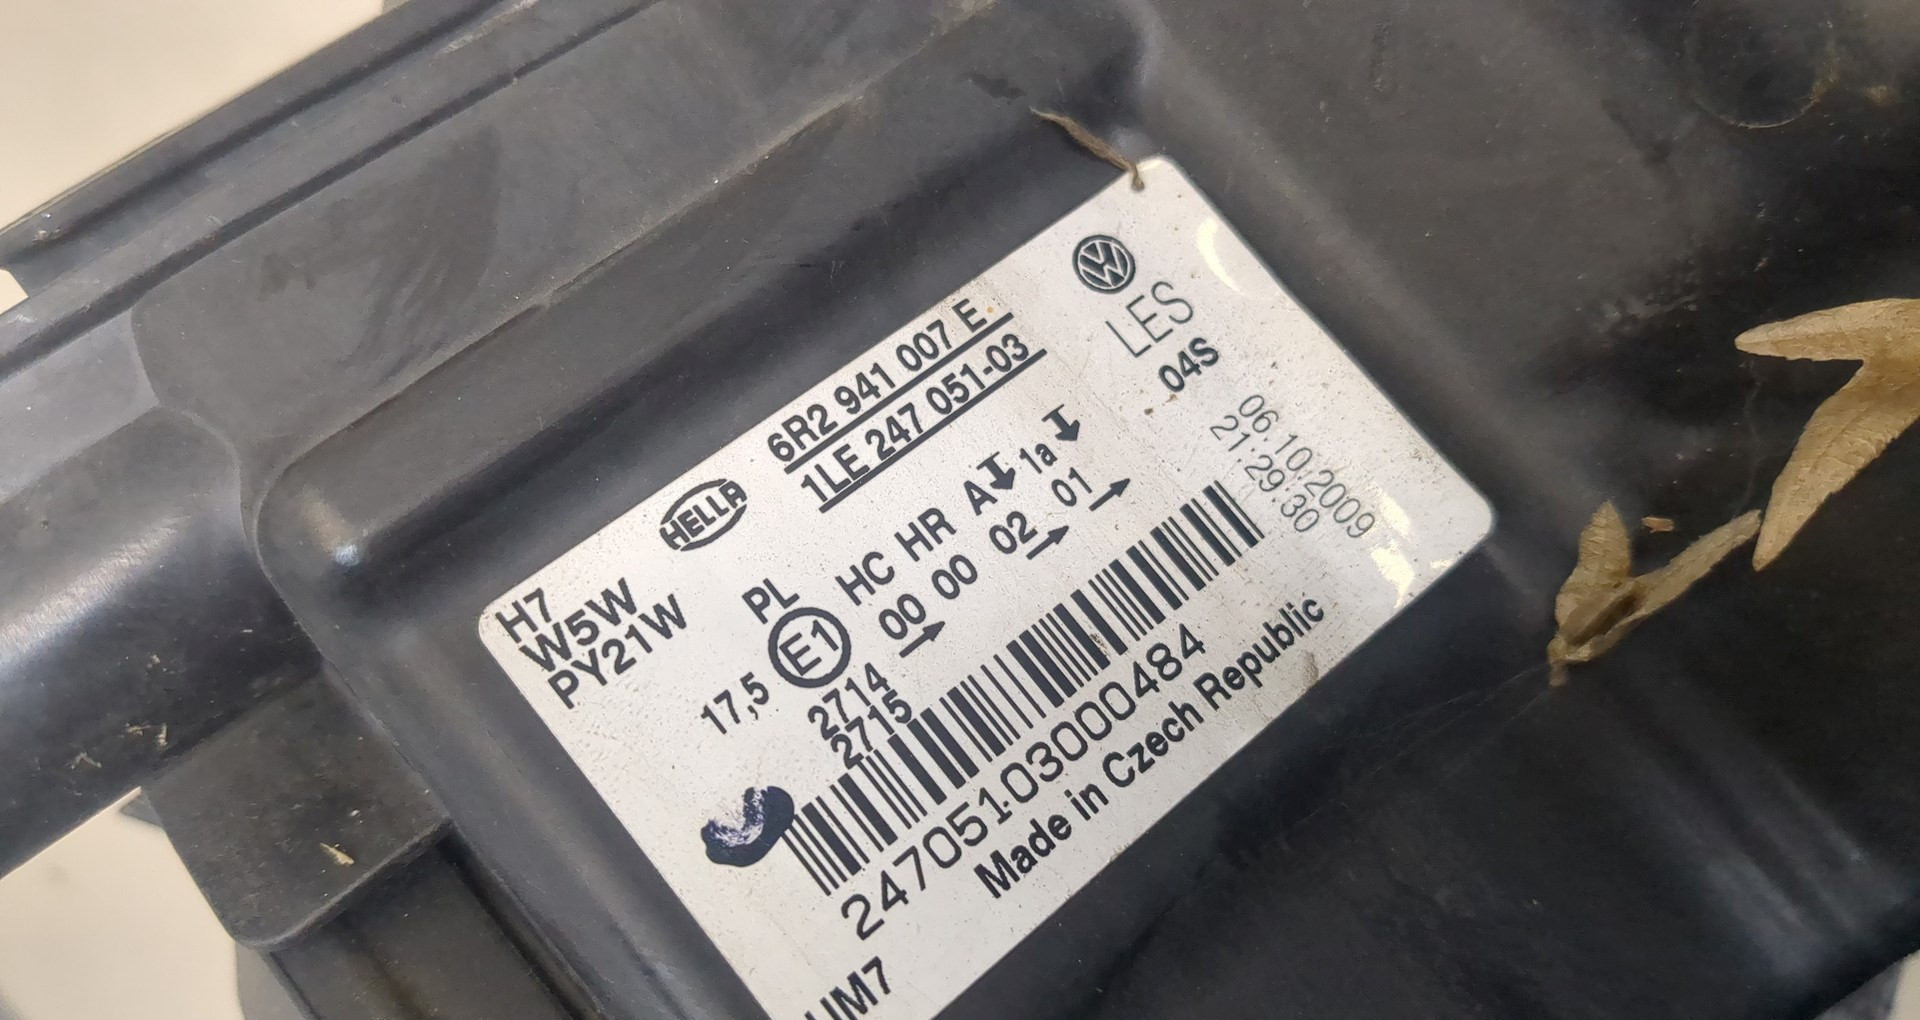 6R2 941 007 E
1LE 247 051-03
LES
04S
06.10.2009
21.29.30
HELLA
H7
W5W
PY21W
PL
HC HR A 1a
17,5
E1
00 00 02 01
2714
2715
247051030000484
Made in Czech Republic